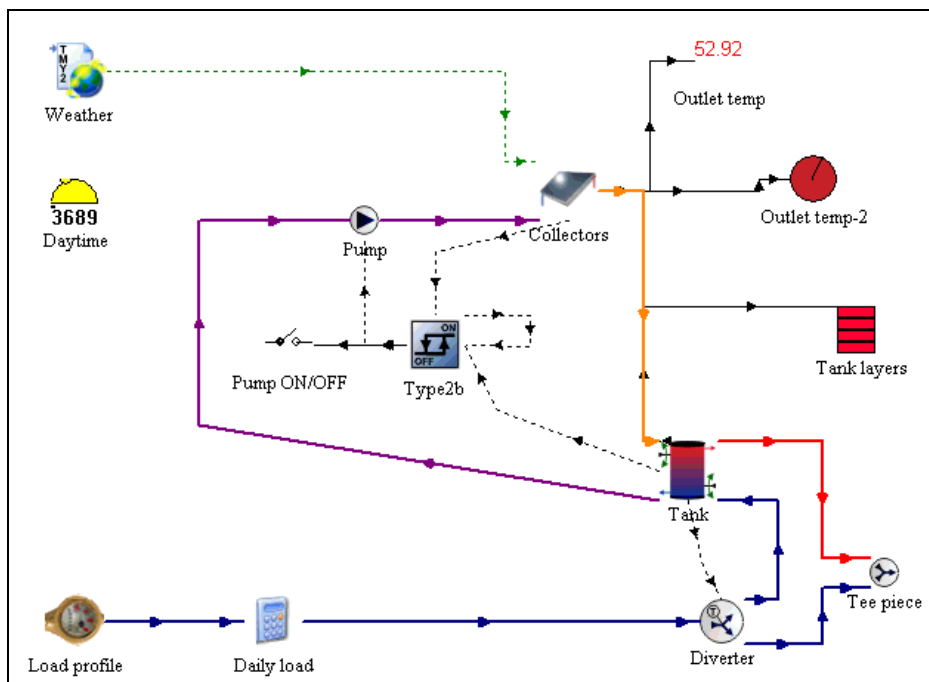 52.92
TMY2
Weather
Outlet temp
3689
Daytime
Outlet temp-2
Pump
Collectors
ON
OFF
Pump ON/OFF
Type2b
Tank layers
Tank
T
Tee piece
Load profile
Daily load
Diverter